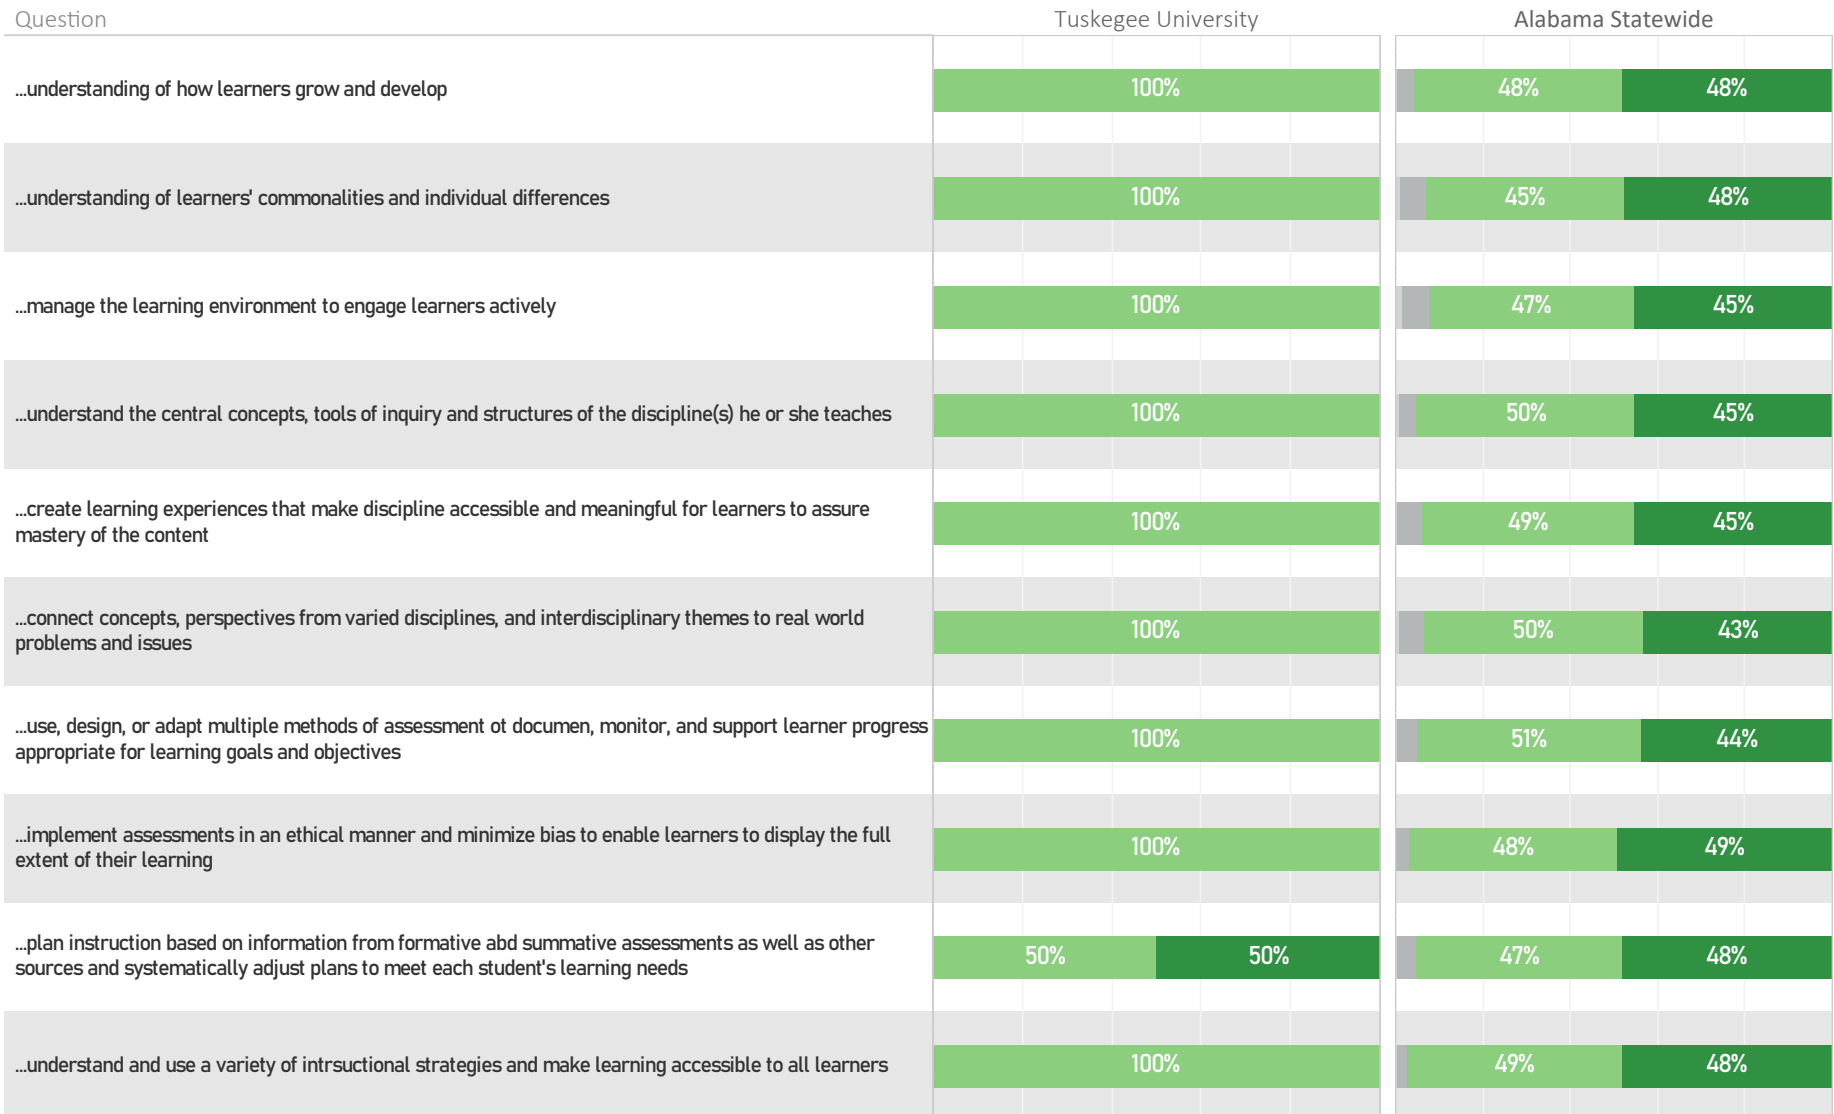 Question Tuskegee University Alabama Statewide
...understanding of how learners grow and develop 100% 48% 48%
...understanding of learners' commonalities and individual differences 100% 45% 48%
...manage the learning environment to engage learners actively 100% 47% 45%
...understand the central concepts, tools of inquiry and structures of the discipline(s) he or she teaches 100% 50% 45%
...create learning experiences that make discipline accessible and meaningful for learners to assure
mastery of the content 100% 49% 45%
...connect concepts, perspectives from varied disciplines, and interdisciplinary themes to real world
problems and issues 100% 50% 43%
...use, design, or adapt multiple methods of assessment ot documen, monitor, and support learner progress
appropriate for learning goals and objectives 100% 51% 44%
...implement assessments in an ethical manner and minimize bias to enable learners to display the full
extent of their learning 100% 48% 49%
...plan instruction based on information from formative abd summative assessments as well as other
sources and systematically adjust plans to meet each student's learning needs 50% 50% 47% 48%
...understand and use a variety of intrsuctional strategies and make learning accessible to all learners 100% 49% 48%